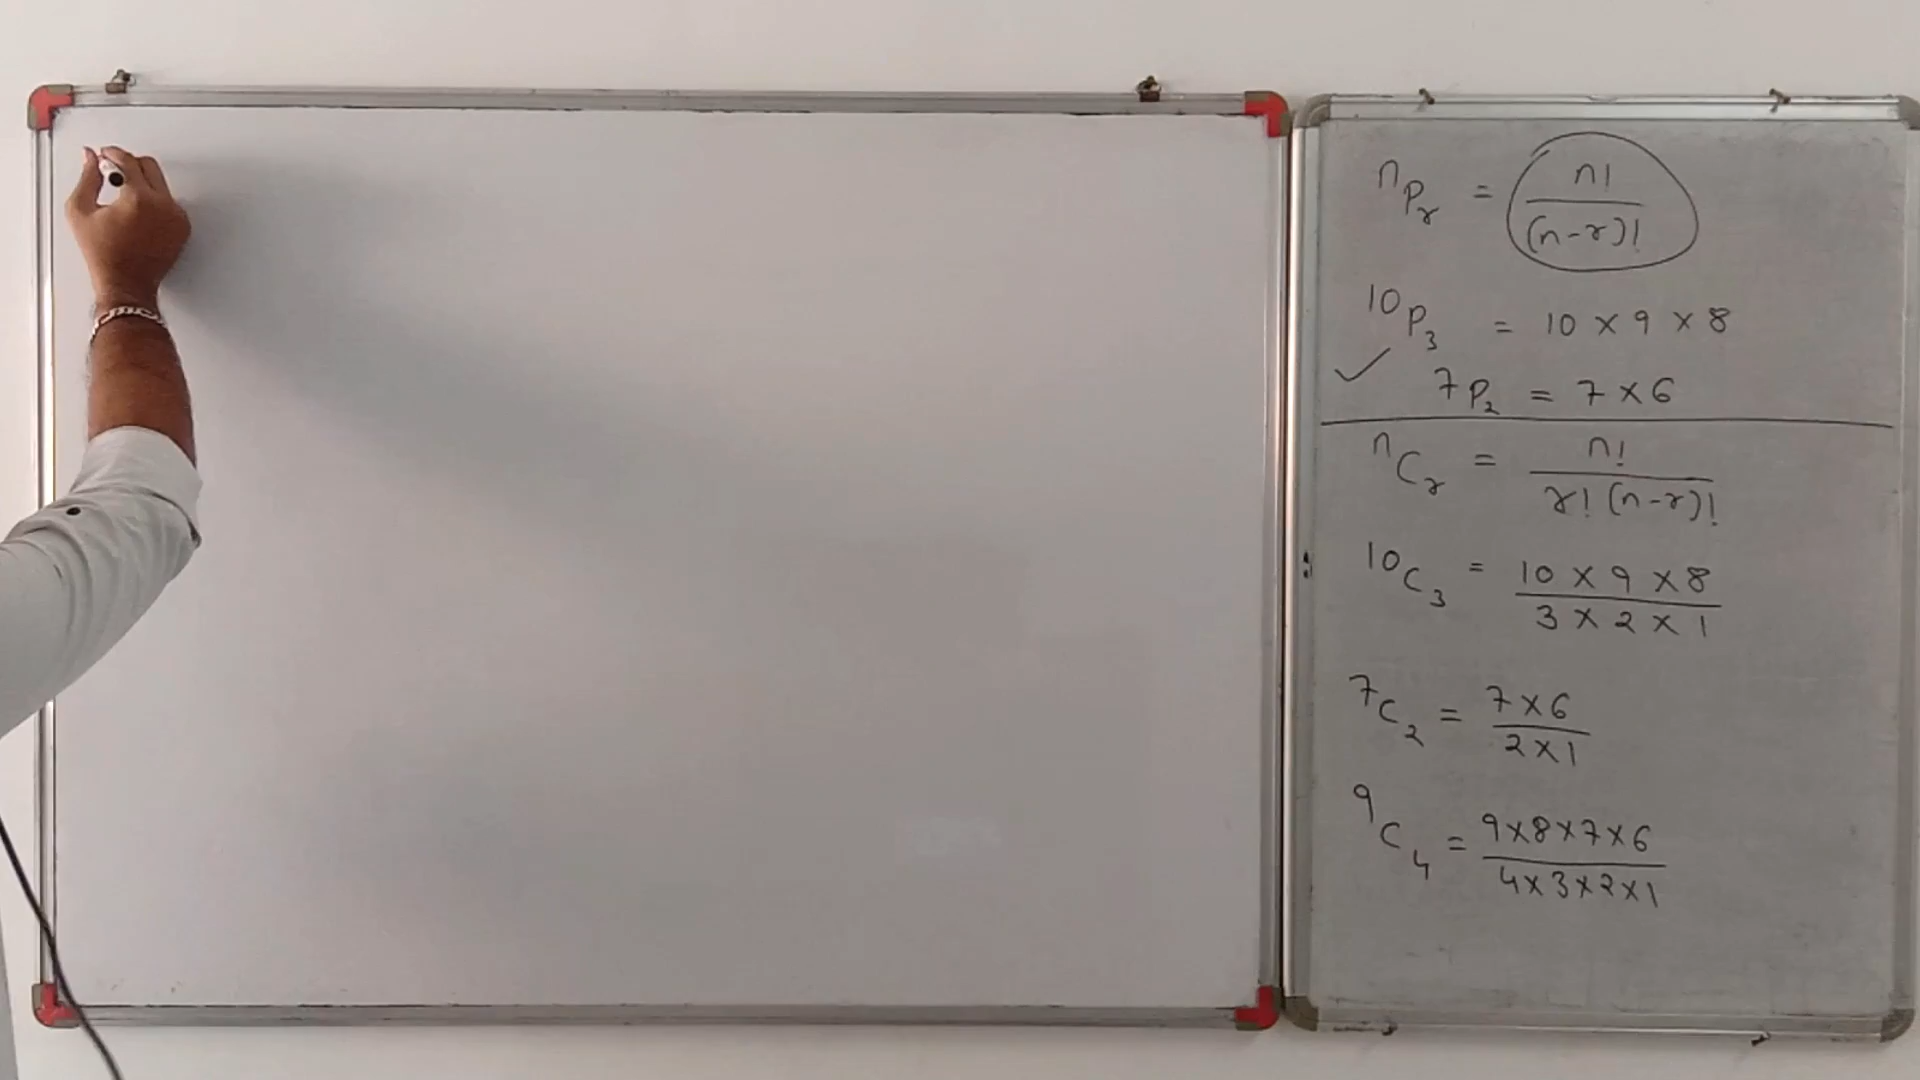 nPr = n! / (n-r)!
10P3 = 10 × 9 × 8
✓ 7P2 = 7 × 6
nCr = n! / r! (n-r)!
10C3 = 10 × 9 × 8 / 3 × 2 × 1
7C2 = 7 × 6 / 2 × 1
9C4 = 9 × 8 × 7 × 6 / 4 × 3 × 2 × 1